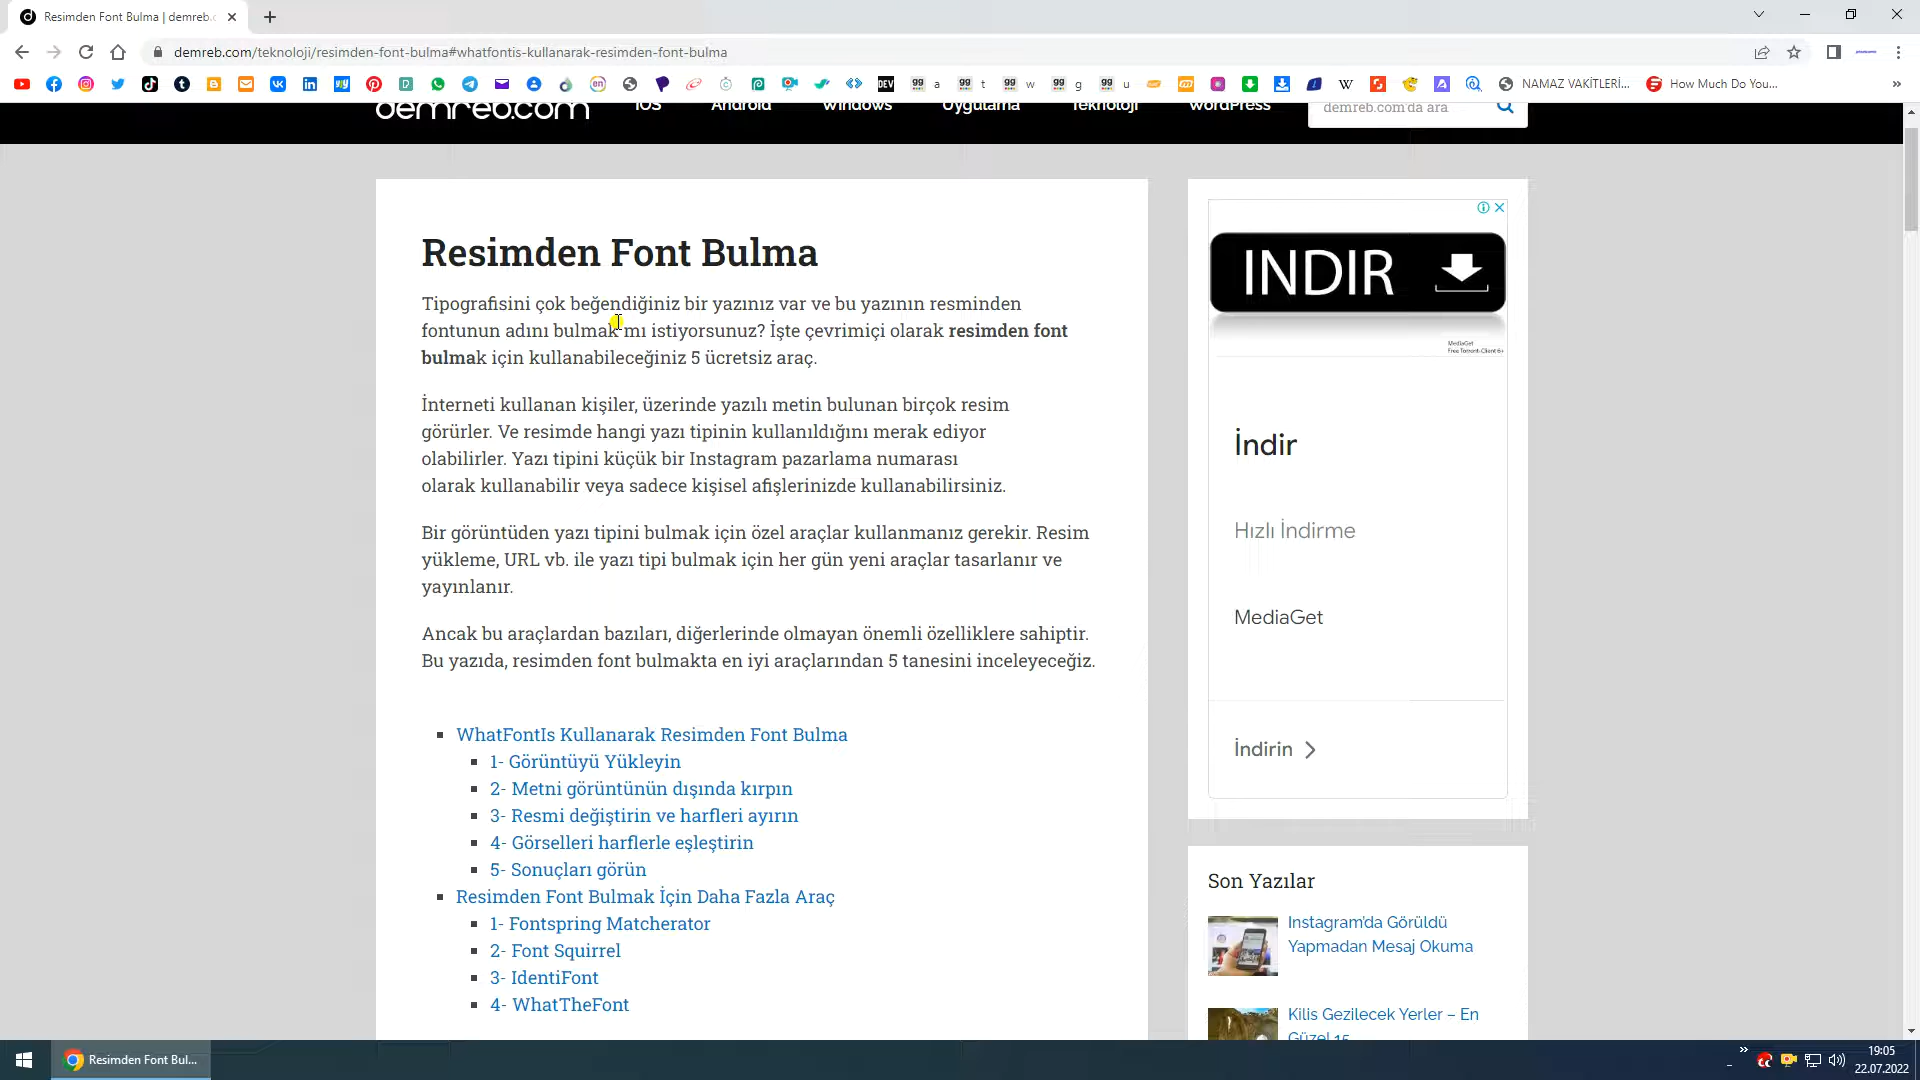 Resimden Font Bulma | demreb.c
demreb.com/teknoloji/resimden-font-bulma#whatfontis-kullanarak-resimden-font-bulma
a t w g u NAMAZ VAKİTLERİ... How Much Do You...
demreb.com iOS Android Windows Uygulama Teknoloji WordPress demreb.com'da ara
Resimden Font Bulma
Tipografisini çok beğendiğiniz bir yazınız var ve bu yazının resminden
fontunun adını bulmak mı istiyorsunuz? İşte çevrimiçi olarak resimden font
bulmak için kullanabileceğiniz 5 ücretsiz araç.
İnterneti kullanan kişiler, üzerinde yazılı metin bulunan birçok resim
görürler. Ve resimde hangi yazı tipinin kullanıldığını merak ediyor
olabilirler. Yazı tipini küçük bir Instagram pazarlama numarası
olarak kullanabilir veya sadece kişisel afişlerinizde kullanabilirsiniz.
Bir görüntüden yazı tipini bulmak için özel araçlar kullanmanız gerekir. Resim
yükleme, URL vb. ile yazı tipi bulmak için her gün yeni araçlar tasarlanır ve
yayınlanır.
Ancak bu araçlardan bazıları, diğerlerinde olmayan önemli özelliklere sahiptir.
Bu yazıda, resimden font bulmakta en iyi araçlarından 5 tanesini inceleyeceğiz.
WhatFontIs Kullanarak Resimden Font Bulma
1- Görüntüyü Yükleyin
2- Metni görüntünün dışında kırpın
3- Resmi değiştirin ve harfleri ayırın
4- Görselleri harflerle eşleştirin
5- Sonuçları görün
Resimden Font Bulmak İçin Daha Fazla Araç
1- Fontspring Matcherator
2- Font Squirrel
3- IdentiFont
4- WhatTheFont
INDIR
MediaGet
Free Torrent Client 6+
İndir
Hızlı İndirme
MediaGet
İndirin
Son Yazılar
Instagram'da Görüldü
Yapmadan Mesaj Okuma
Kilis Gezilecek Yerler – En
Güzel 15
Resimden Font Bul...
19:05
22.07.2022